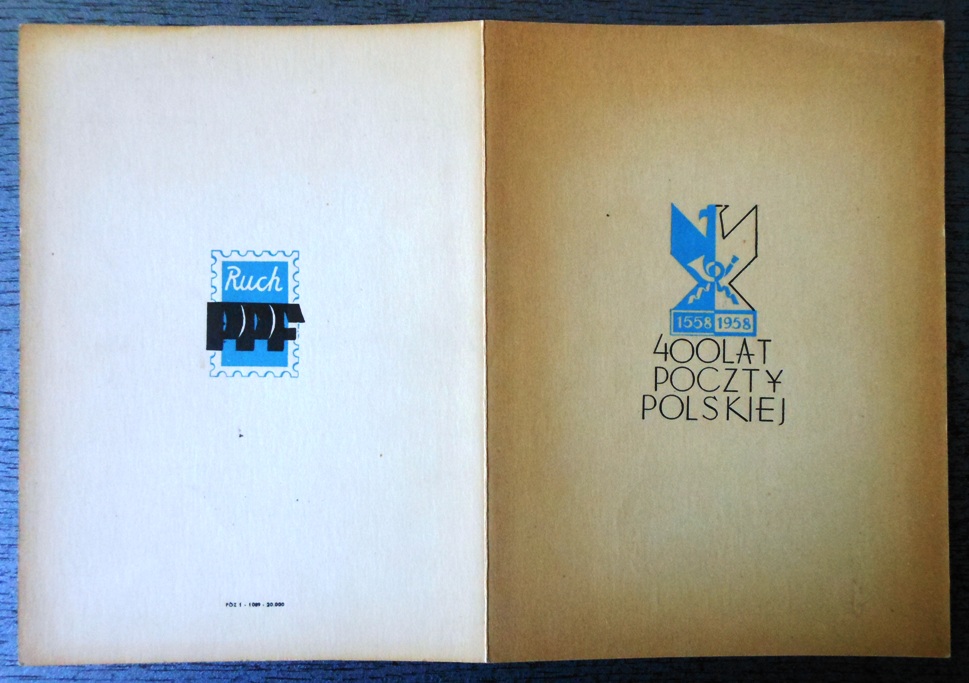 Ruch
PPF
1558 1958
400 LAT
POCZTY
POLSKIEJ